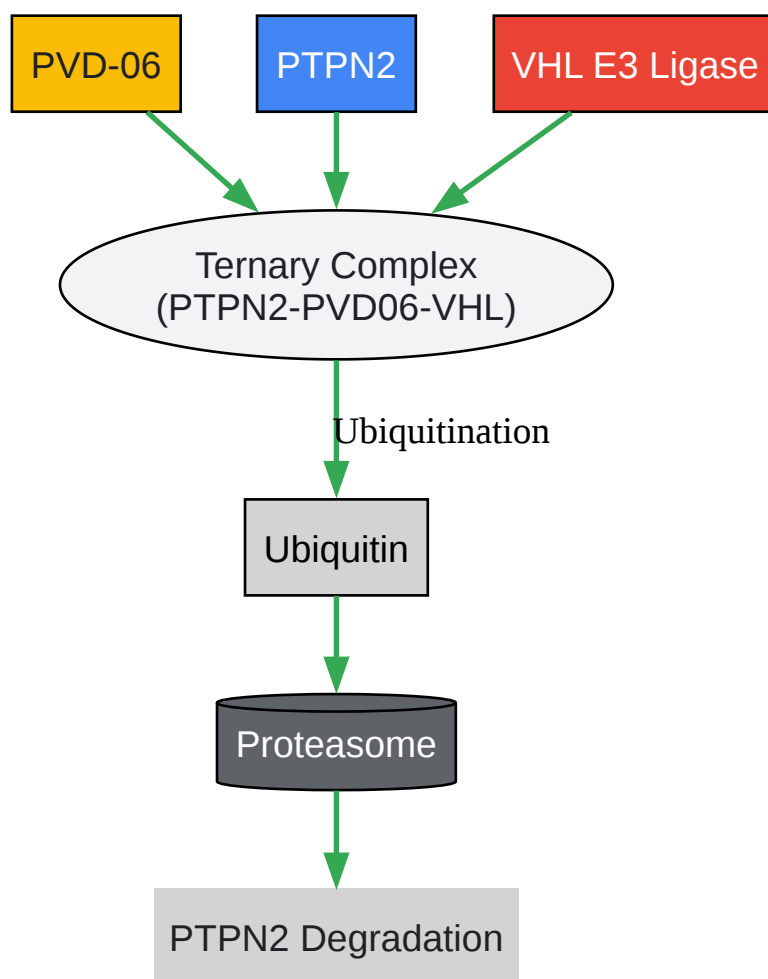 PVD-06
PTPN2
VHL E3 Ligase
Ternary Complex
(PTPN2-PVD06-VHL)
Ubiquitination
Ubiquitin
Proteasome
PTPN2 Degradation